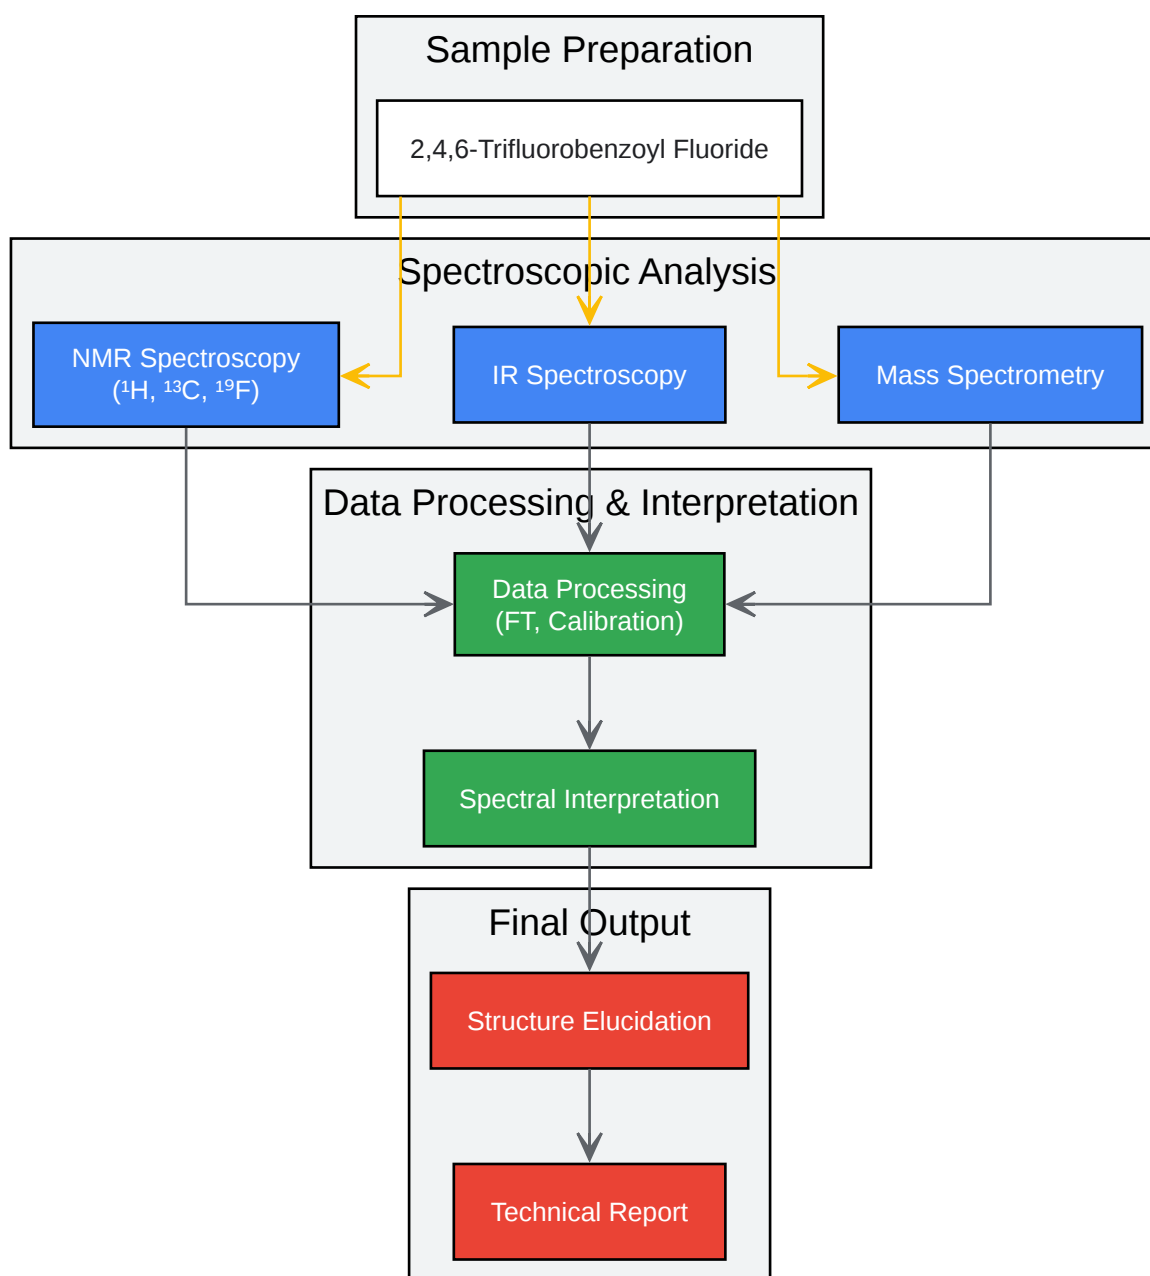 Sample Preparation
2,4,6-Trifluorobenzoyl Fluoride
Spectroscopic Analysis
NMR Spectroscopy
(¹H, ¹³C, ¹⁹F)
IR Spectroscopy
Mass Spectrometry
Data Processing & Interpretation
Data Processing
(FT, Calibration)
Spectral Interpretation
Final Output
Structure Elucidation
Technical Report